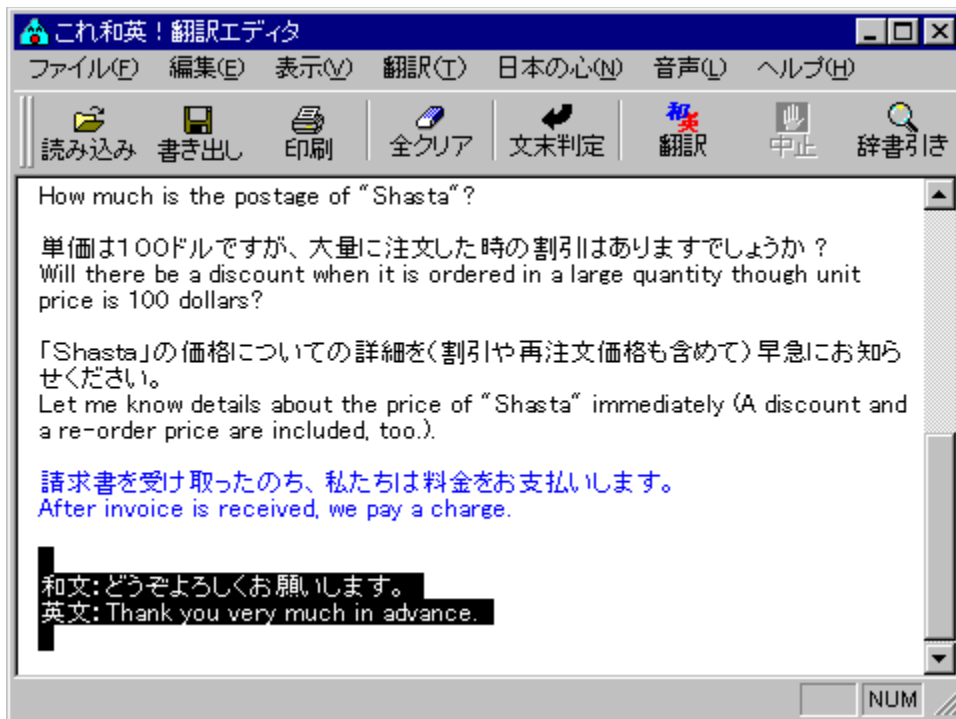 これ和英！翻訳エディタ
ファイル(F) 編集(E) 表示(V) 翻訳(T) 日本の心(N) 音声(L) ヘルプ(H)
読み込み 書き出し 印刷 全クリア 文末判定 和英 翻訳 中止 辞書引き
How much is the postage of "Shasta"?
単価は１００ドルですが、大量に注文した時の割引はありますでしょうか？
Will there be a discount when it is ordered in a large quantity though unit
price is 100 dollars?
「Shasta」の価格についての詳細を（割引や再注文価格も含めて）早急にお知ら
せください。
Let me know details about the price of "Shasta" immediately (A discount and
a re-order price are included, too.).
請求書を受け取ったのち、私たちは料金をお支払いします。
After invoice is received, we pay a charge.
和文:どうぞよろしくお願いします。
英文:Thank you very much in advance.
NUM